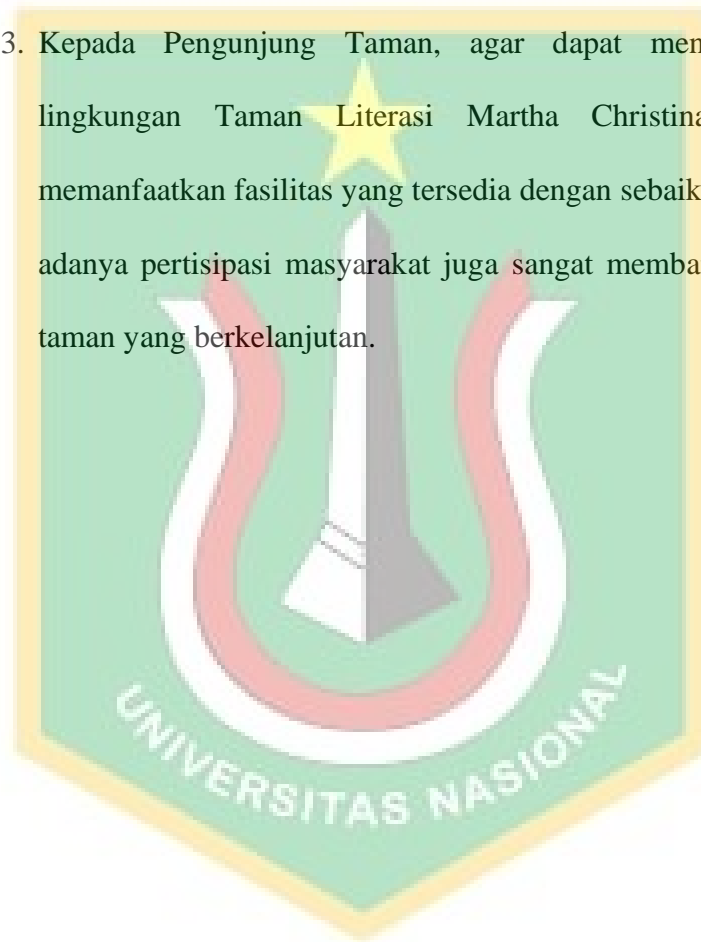 3. Kepada Pengunjung Taman, agar dapat men
lingkungan Taman Literasi Martha Christina
memanfaatkan fasilitas yang tersedia dengan sebaik
adanya pertisipasi masyarakat juga sangat memba
taman yang berkelanjutan.
UNIVERSITAS NASIONAL